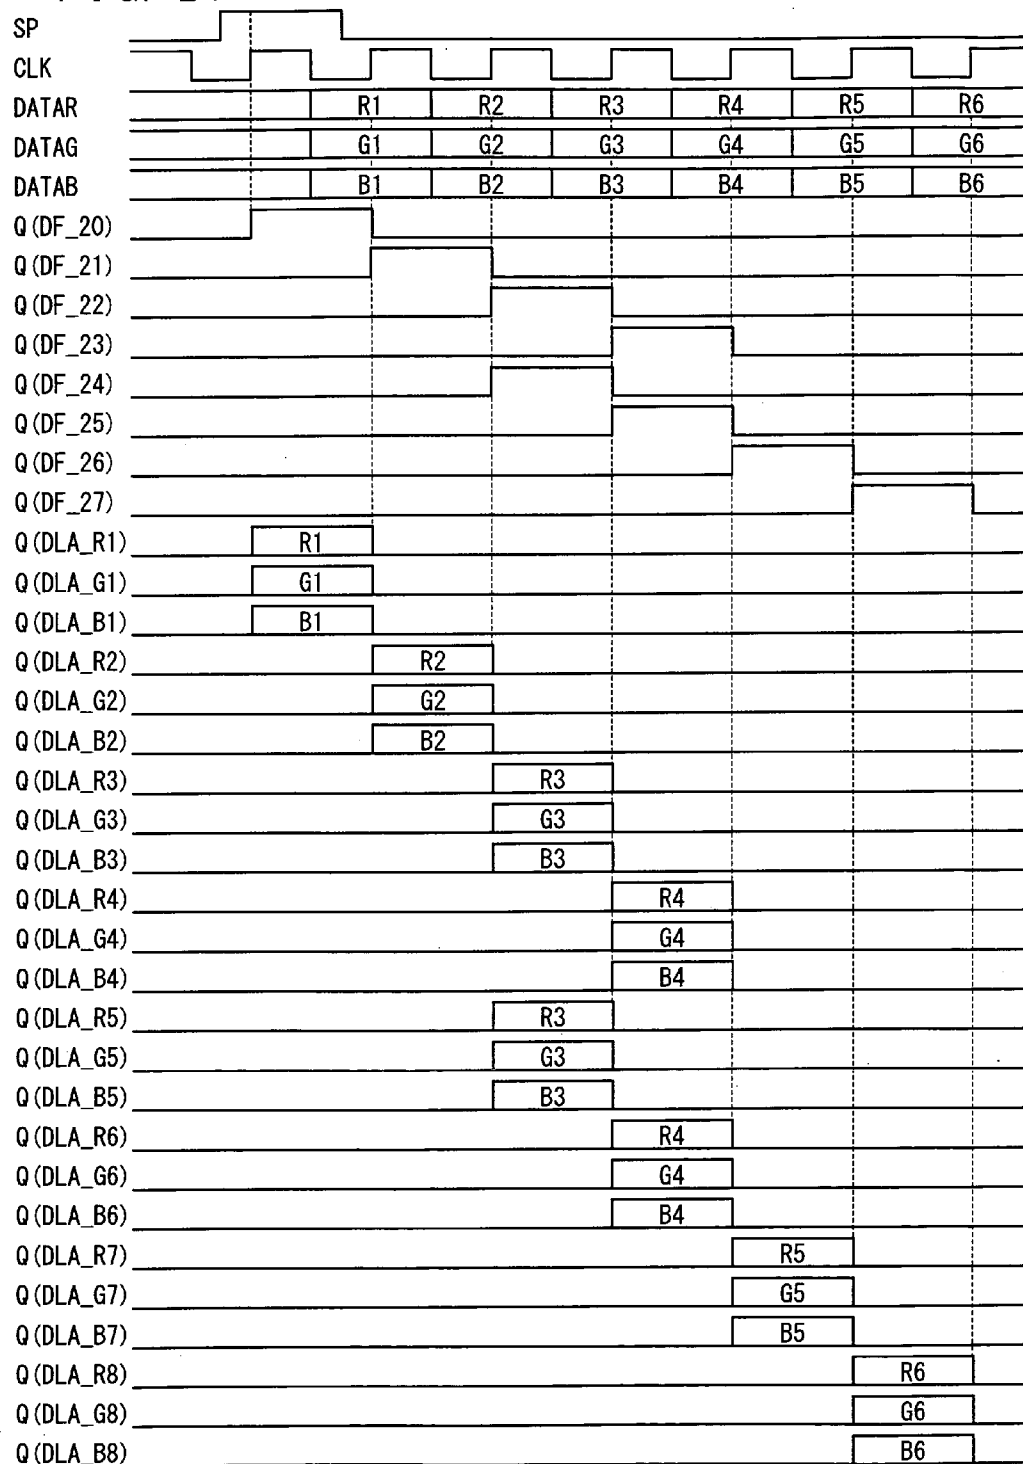 SP
CLK
DATAR R1 R2 R3 R4 R5 R6
DATAG G1 G2 G3 G4 G5 G6
DATAB B1 B2 B3 B4 B5 B6
Q(DF_20)
Q(DF_21)
Q(DF_22)
Q(DF_23)
Q(DF_24)
Q(DF_25)
Q(DF_26)
Q(DF_27)
Q(DLA_R1) R1
Q(DLA_G1) G1
Q(DLA_B1) B1
Q(DLA_R2) R2
Q(DLA_G2) G2
Q(DLA_B2) B2
Q(DLA_R3) R3
Q(DLA_G3) G3
Q(DLA_B3) B3
Q(DLA_R4) R4
Q(DLA_G4) G4
Q(DLA_B4) B4
Q(DLA_R5) R3
Q(DLA_G5) G3
Q(DLA_B5) B3
Q(DLA_R6) R4
Q(DLA_G6) G4
Q(DLA_B6) B4
Q(DLA_R7) R5
Q(DLA_G7) G5
Q(DLA_B7) B5
Q(DLA_R8) R6
Q(DLA_G8) G6
Q(DLA_B8) B6